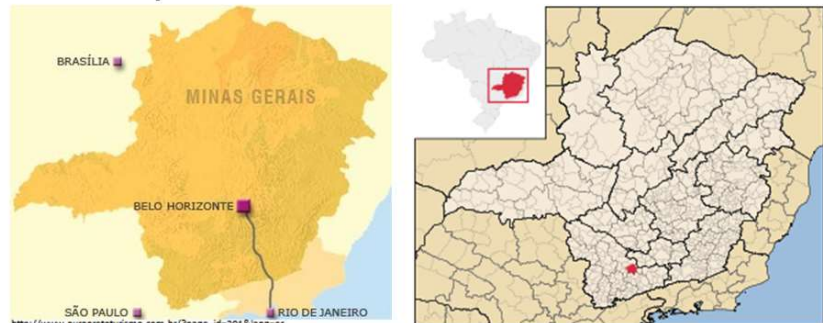 BRASÍLIA
MINAS GERAIS
BELO HORIZONTE
SÃO PAULO
RIO DE JANEIRO